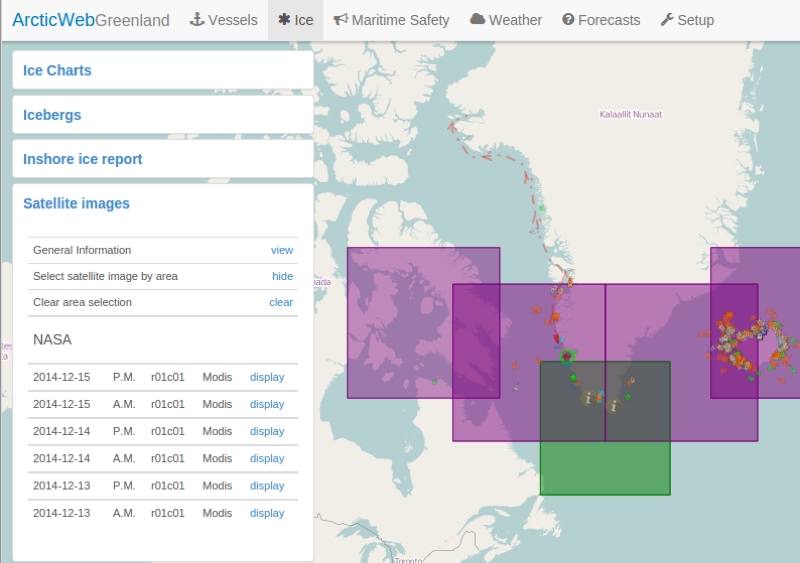 ArcticWebGreenland Vessels Ice Maritime Safety Weather Forecasts Setup
Ice Charts
Icebergs
Inshore ice report
Satellite images
General Information view
Select satellite image by area hide
Clear area selection clear
NASA
2014-12-15 P.M. r01c01 Modis display
2014-12-15 A.M. r01c01 Modis display
2014-12-14 P.M. r01c01 Modis display
2014-12-14 A.M. r01c01 Modis display
2014-12-13 P.M. r01c01 Modis display
2014-12-13 A.M. r01c01 Modis display
Kalaallit Nunaat
nada
i i
Toronto